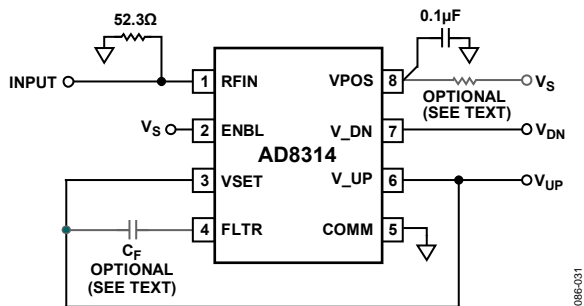 52.3Ω
0.1µF
INPUT
1 RFIN
VPOS 8
VS
OPTIONAL
(SEE TEXT)
VS
2 ENBL
V_DN 7
VDN
AD8314
3 VSET
V_UP 6
VUP
4 FLTR
COMM 5
CF
OPTIONAL
(SEE TEXT)
086-031